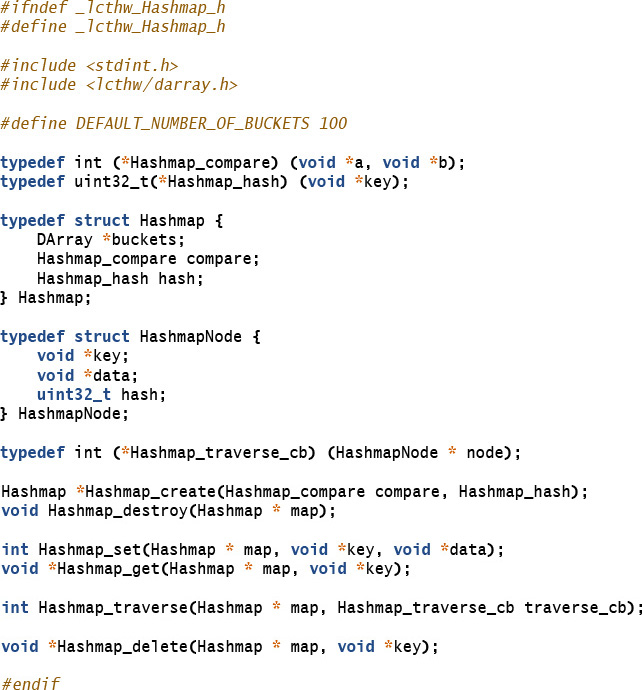 #ifndef _lcthw_Hashmap_h
#define _lcthw_Hashmap_h

#include <stdint.h>
#include <lcthw/darray.h>

#define DEFAULT_NUMBER_OF_BUCKETS 100

typedef int (*Hashmap_compare) (void *a, void *b);
typedef uint32_t(*Hashmap_hash) (void *key);

typedef struct Hashmap {
    DArray *buckets;
    Hashmap_compare compare;
    Hashmap_hash hash;
} Hashmap;

typedef struct HashmapNode {
    void *key;
    void *data;
    uint32_t hash;
} HashmapNode;

typedef int (*Hashmap_traverse_cb) (HashmapNode * node);

Hashmap *Hashmap_create(Hashmap_compare compare, Hashmap_hash);
void Hashmap_destroy(Hashmap * map);

int Hashmap_set(Hashmap * map, void *key, void *data);
void *Hashmap_get(Hashmap * map, void *key);

int Hashmap_traverse(Hashmap * map, Hashmap_traverse_cb traverse_cb);

void *Hashmap_delete(Hashmap * map, void *key);

#endif